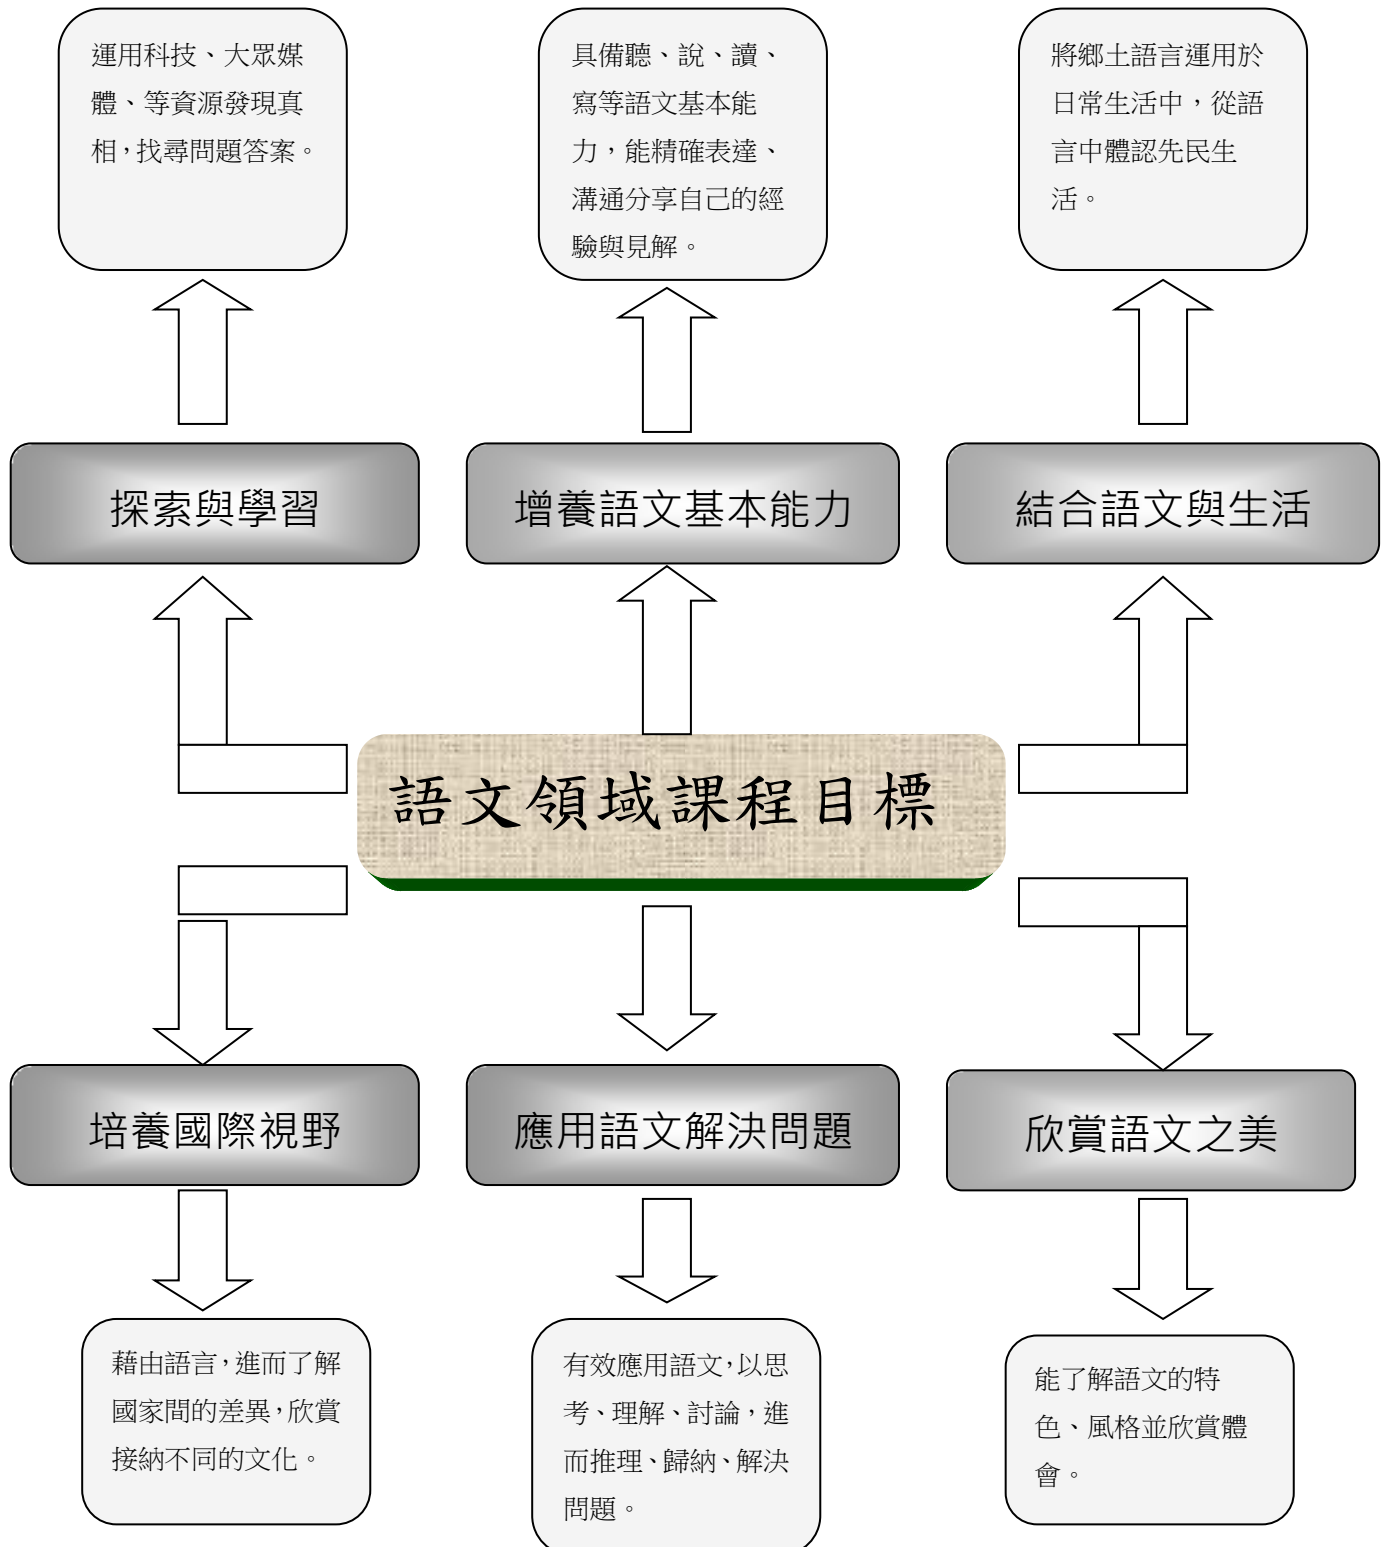 運用科技、大眾媒
體、等資源發現真
相，找尋問題答案。
具備聽、說、讀、
寫等語文基本能
力，能精確表達、
溝通分享自己的經
驗與見解。
將鄉土語言運用於
日常生活中，從語
言中體認先民生
活。
探索與學習
增養語文基本能力
結合語文與生活
語文領域課程目標
培養國際視野
應用語文解決問題
欣賞語文之美
藉由語言，進而了解
國家間的差異，欣賞
接納不同的文化。
有效應用語文，以思
考、理解、討論，進
而推理、歸納、解決
問題。
能了解語文的特
色、風格並欣賞體
會。